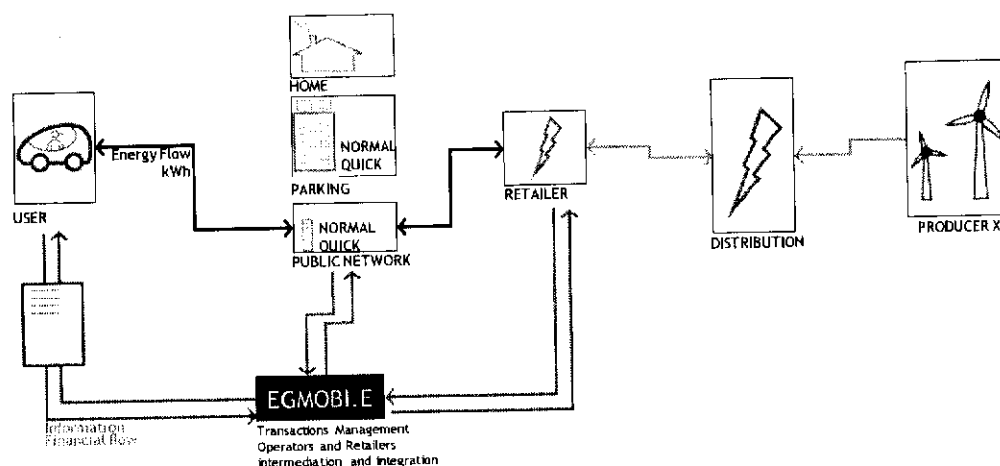 HOME
NORMAL
QUICK
PARKING
Energy Flow
kWh
USER
NORMAL
QUICK
PUBLIC NETWORK
RETAILER
DISTRIBUTION
PRODUCER X
EGMOBI.E
Information
Financial flow
Transactions Management
Operators and Retailers
intermediation and integration